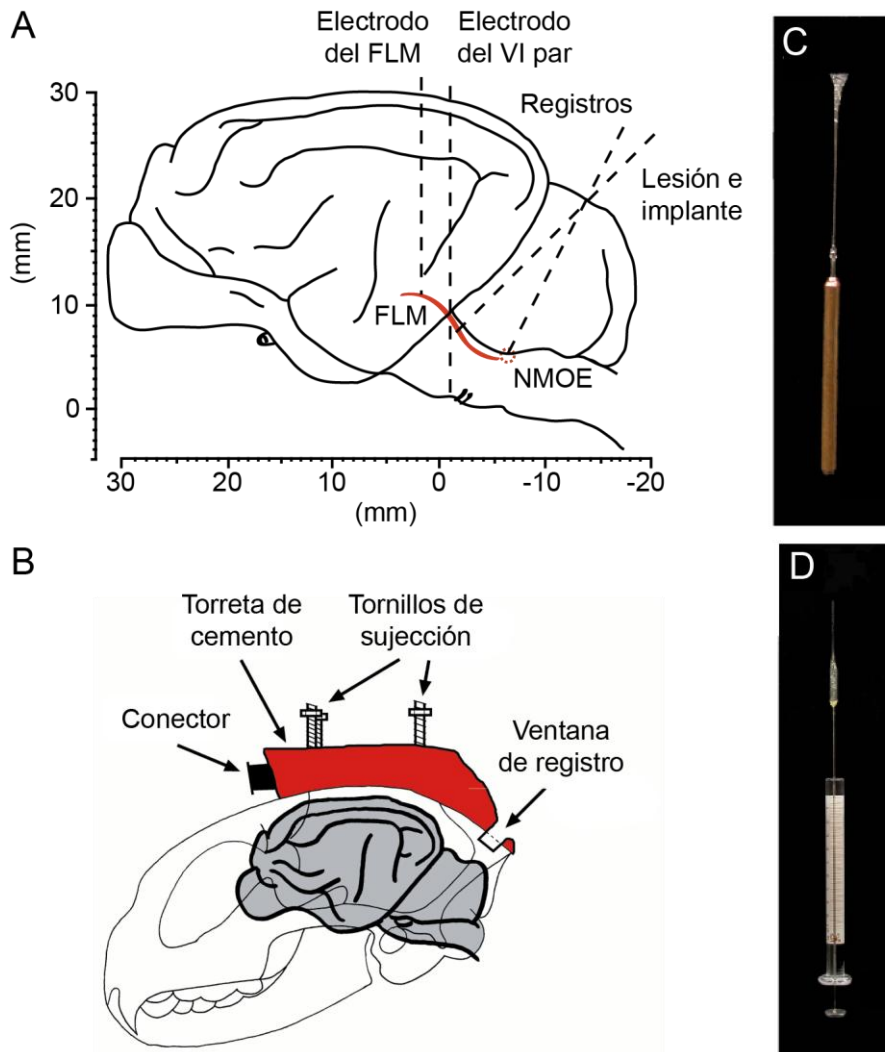 A
Electrodo
del FLM
Electrodo
del VI par
Registros
Lesión e
implante
30
20
10
0
(mm)
FLM
NMOE
30
20
10
0
-10
-20
(mm)
B
Torreta de
cemento
Tornillos de
sujección
Conector
Ventana
de registro
C
D